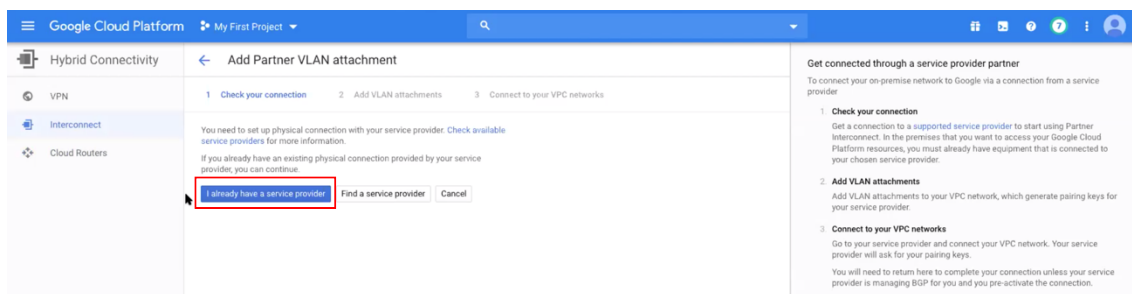 Google Cloud Platform My First Project 7
Hybrid Connectivity
VPN
Interconnect
Cloud Routers
Add Partner VLAN attachment
1 Check your connection 2 Add VLAN attachments 3 Connect to your VPC networks
You need to set up physical connection with your service provider. Check available
service providers for more information.
If you already have an existing physical connection provided by your service
provider, you can continue.
I already have a service provider Find a service provider Cancel
Get connected through a service provider partner
To connect your on-premise network to Google via a connection from a service
provider
1 Check your connection
Get a connection to a supported service provider to start using Partner
Interconnect. In the premises that you want to access your Google Cloud
Platform resources, you must already have equipment that is connected to
your chosen service provider.
2 Add VLAN attachments
Add VLAN attachments to your VPC network, which generate pairing keys for
your service provider.
3 Connect to your VPC networks
Go to your service provider and connect your VPC network. Your service
provider will ask for your pairing keys.
You will need to return here to complete your connection unless your service
provider is managing BGP for you and you pre-activate the connection.